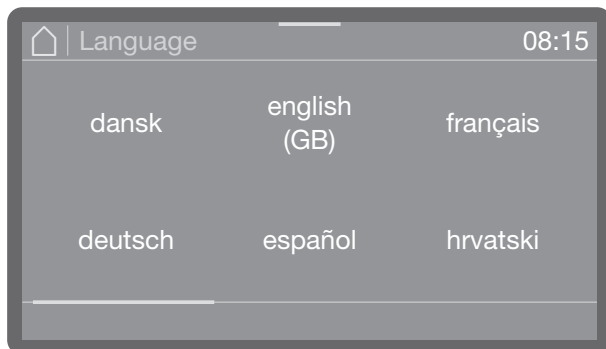 Language
08:15
dansk
english
(GB)
français
deutsch
español
hrvatski